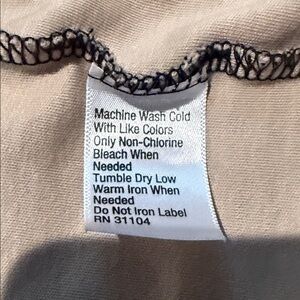 Machine Wash Cold
With Like Colors
Only Non-Chlorine
Bleach When
Needed
Tumble Dry Low
Warm Iron When
Needed
Do Not Iron Label
RN 31104